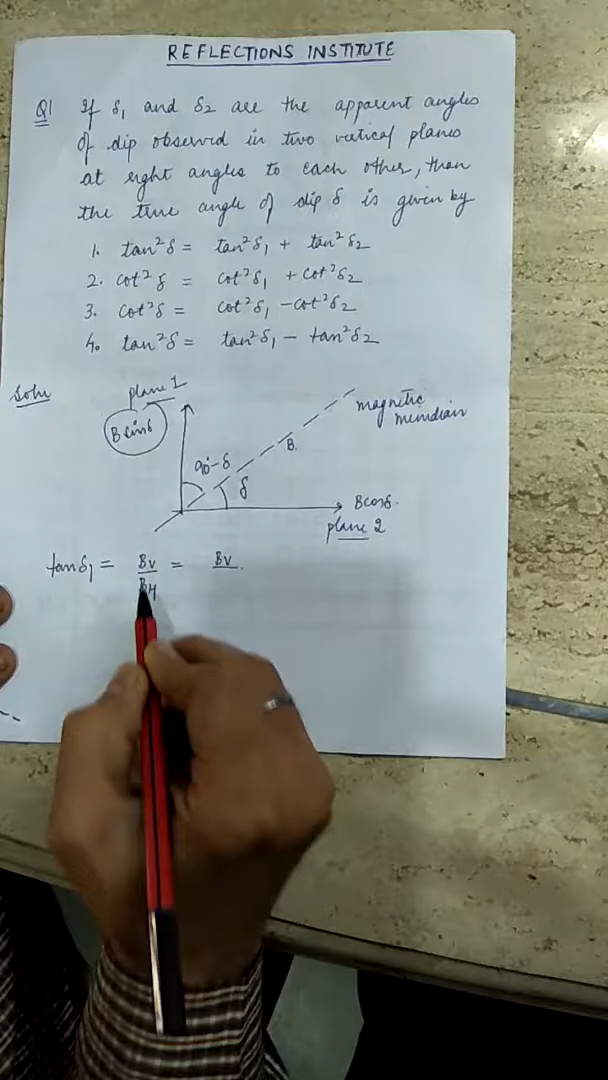 REFLECTIONS INSTITUTE
Q1 If δ₁ and δ₂ are the apparent angles
of dip observed in two vertical planes
at right angles to each other, then
the true angle of dip δ is given by
1. tan²δ = tan²δ₁ + tan²δ₂
2. cot²δ = cot²δ₁ + cot²δ₂
3. cot²δ = cot²δ₁ - cot²δ₂
4. tan²δ = tan²δ₁ - tan²δ₂
Soln
plane 1
B sinδ
magnetic
meridian
B.
90-δ
δ
B cosδ.
plane 2
tanδ₁ = BV/BH = BV